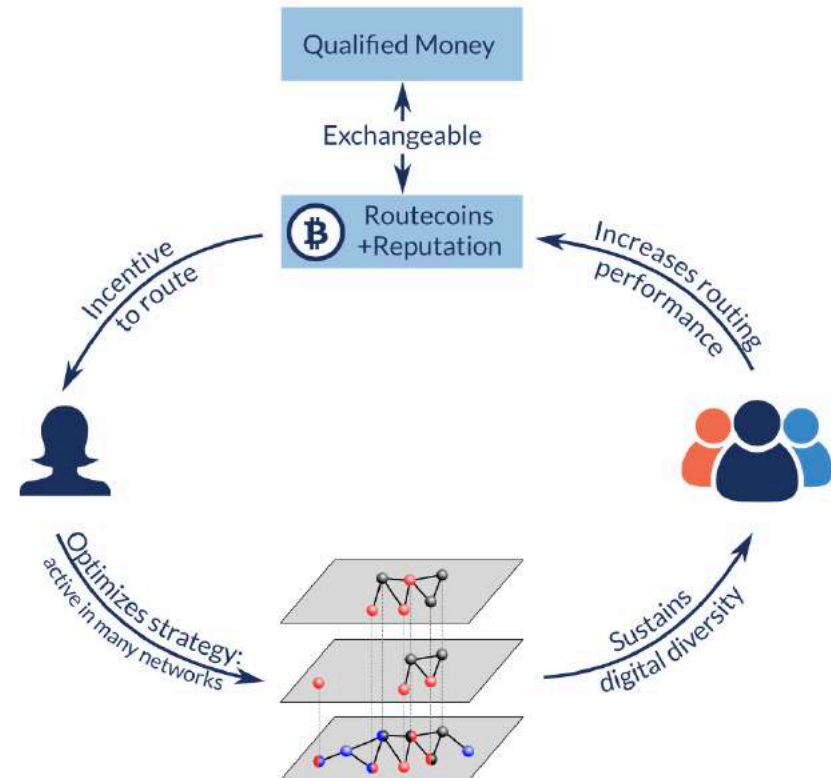 Qualified Money
Exchangeable
₿ Routecoins
+Reputation
Incentive
to route
Increases routing
performance
Optimizes strategy:
active in many networks
Sustains
digital diversity